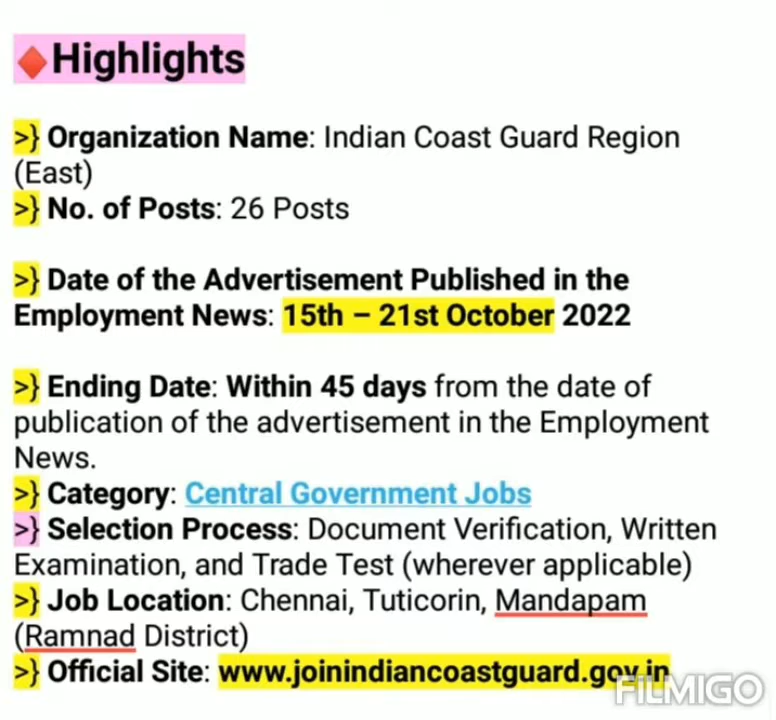 ♦Highlights
>} Organization Name: Indian Coast Guard Region
(East)
>} No. of Posts: 26 Posts
>} Date of the Advertisement Published in the
Employment News: 15th – 21st October 2022
>} Ending Date: Within 45 days from the date of
publication of the advertisement in the Employment
News.
>} Category: Central Government Jobs
>} Selection Process: Document Verification, Written
Examination, and Trade Test (wherever applicable)
>} Job Location: Chennai, Tuticorin, Mandapam
(Ramnad District)
>} Official Site: www.joinindiancoastguard.gov.in
FILMIGO